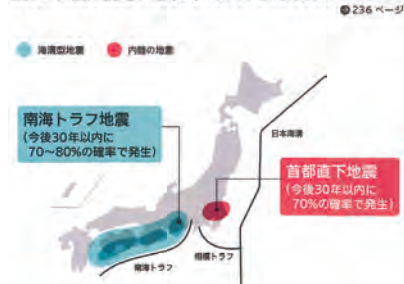 ➡236 ページ
海溝型地震
内陸の地震
南海トラフ地震
(今後30年以内に
70〜80%の確率で発生)
日本海溝
首都直下地震
(今後30年以内に
70%の確率で発生)
相模トラフ
南海トラフ